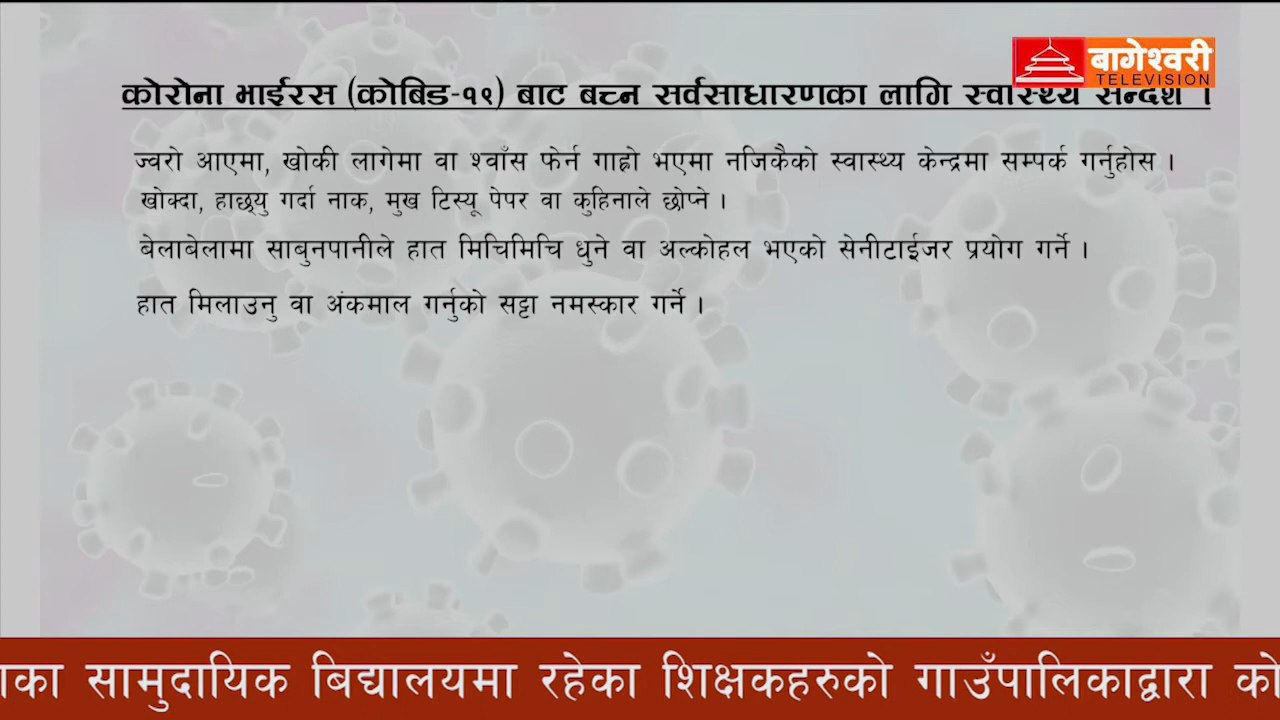 बागेश्वरी
TELEVISION
कोरोना भाईरस (कोबिड-१९) बाट बच्न सर्वसाधारणका लागि स्वास्थ्य सन्देश ।
ज्वरो आएमा, खोकी लागेमा वा श्वाँस फेर्न गाह्रो भएमा नजिकैको स्वास्थ्य केन्द्रमा सम्पर्क गर्नुहोस ।
खोक्दा, हाछ्यु गर्दा नाक, मुख टिस्यू पेपर वा कुहिनाले छोप्ने ।
बेलाबेलामा साबुनपानीले हात मिचिमिचि धुने वा अल्कोहल भएको सेनीटाईजर प्रयोग गर्ने ।
हात मिलाउनु वा अंकमाल गर्नुको सट्टा नमस्कार गर्ने ।
सामुदायिक बिद्यालयमा रहेका शिक्षकहरुको गाउँपालिकाद्वारा